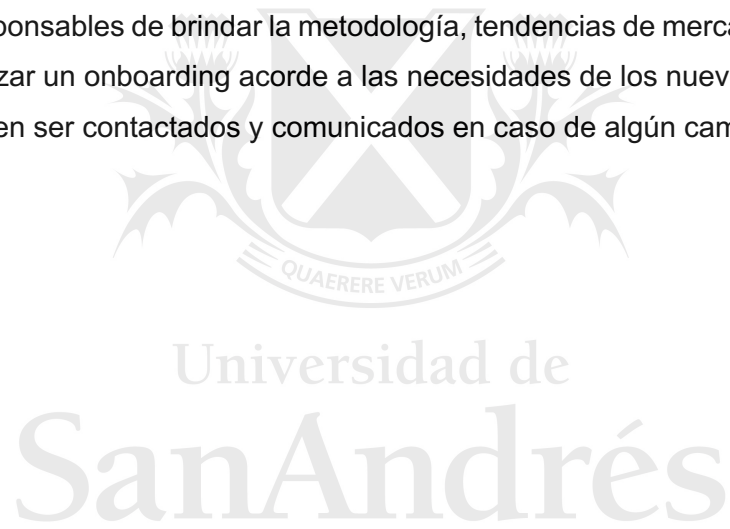 ponsables de brindar la metodología, tendencias de merca
zar un onboarding acorde a las necesidades de los nuev
en ser contactados y comunicados en caso de algún cam
QUAERERE VERUM
Universidad de
SanAndrés